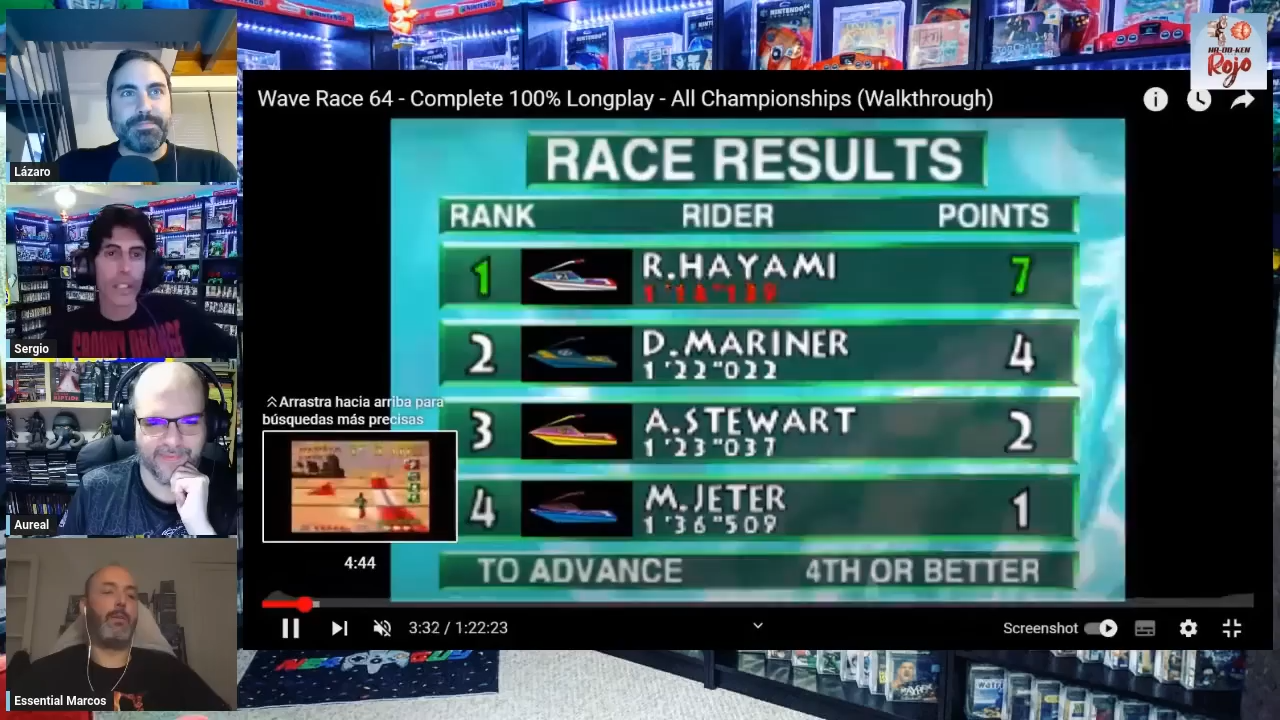 Lázaro
Sergio
Aureal
Essential Marcos
HA-DO-KEN
Rojo
Wave Race 64 - Complete 100% Longplay - All Championships (Walkthrough)
RACE RESULTS
RANK RIDER POINTS
1 R.HAYAMI 7
2 D.MARINER 4
1'22"022
3 A.STEWART 2
1'23"037
4 M.JETER 1
1'36"509
TO ADVANCE 4TH OR BETTER
Arrastra hacia arriba para
búsquedas más precisas
4:44
3:32 / 1:22:23
Screenshot